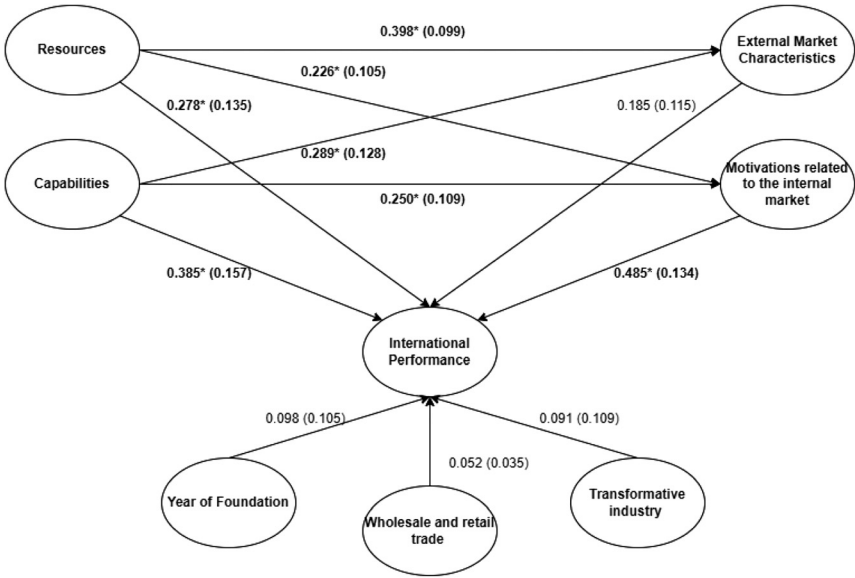 0.398* (0.099)
Resources
External Market
Characteristics
0.226* (0.105)
0.278* (0.135)
0.185 (0.115)
0.289* (0.128)
Capabilities
Motivations related
to the internal
market
0.250* (0.109)
0.385* (0.157)
0.485* (0.134)
International
Performance
0.098 (0.105)
0.091 (0.109)
0.052 (0.035)
Year of Foundation
Wholesale and retail
trade
Transformative
industry